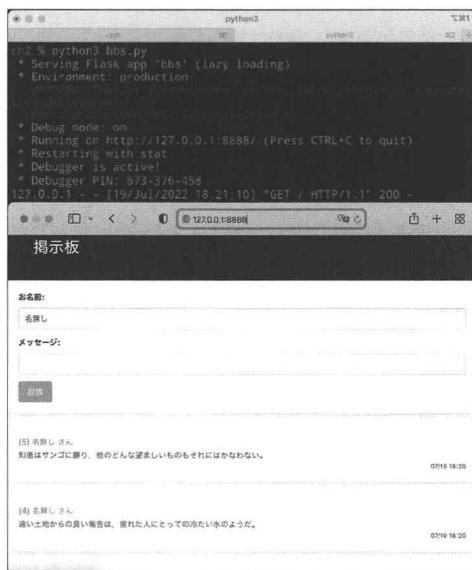 python3
⌥⌘1
-zsh
⌘1
python3
⌘2
ch2 % python3 bbs.py
* Serving Flask app 'bbs' (lazy loading)
* Environment: production
* Debug mode: on
* Running on http://127.0.0.1:8888/ (Press CTRL+C to quit)
* Restarting with stat
* Debugger is active!
* Debugger PIN: 673-376-458
127.0.0.1 - - [19/Jul/2022 18:21:10] "GET / HTTP/1.1" 200 -
127.0.0.1:8888
掲示板
お名前:
名無し
メッセージ:
投稿
(5) 名無し さん
知恵はサンゴに勝り、他のどんな望ましいものもそれにはかなわない。
07/19 18:20
(4) 名無し さん
遠い土地からの良い報告は、疲れた人にとっての冷たい水のようだ。
07/19 18:20